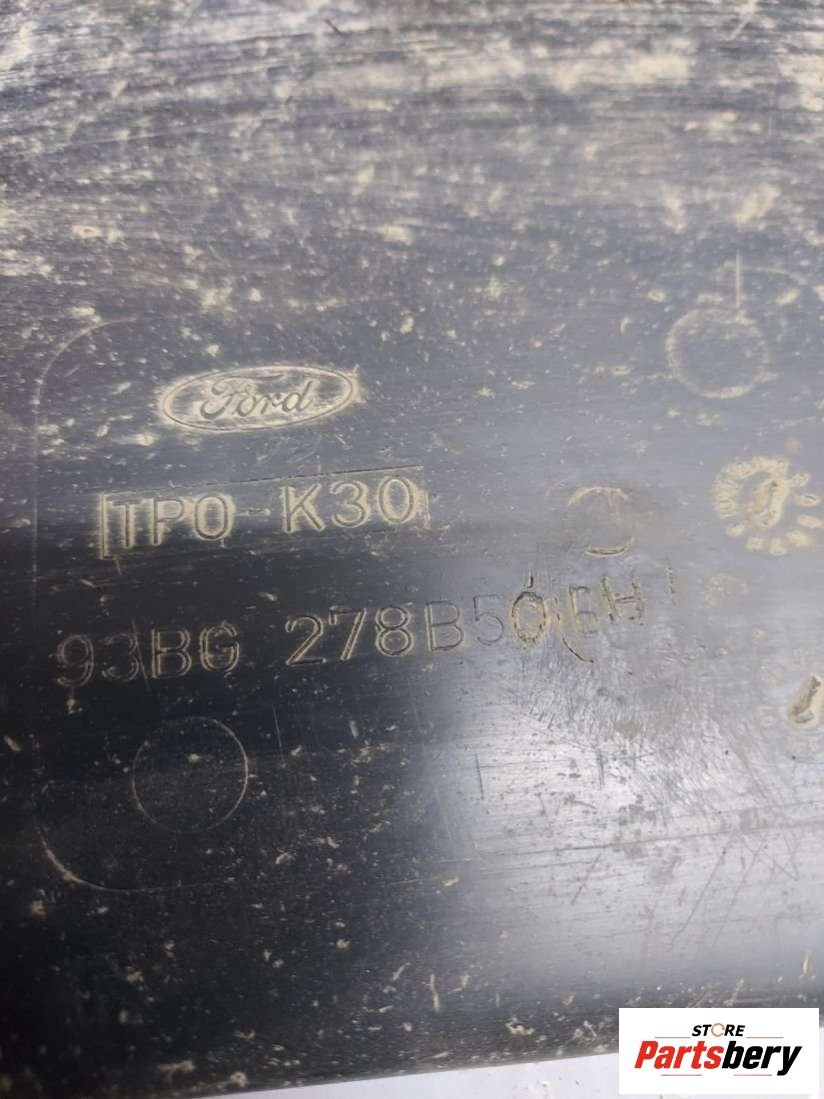 Ford
TPO-K30
93BG 278B50
STORE
Partsbery